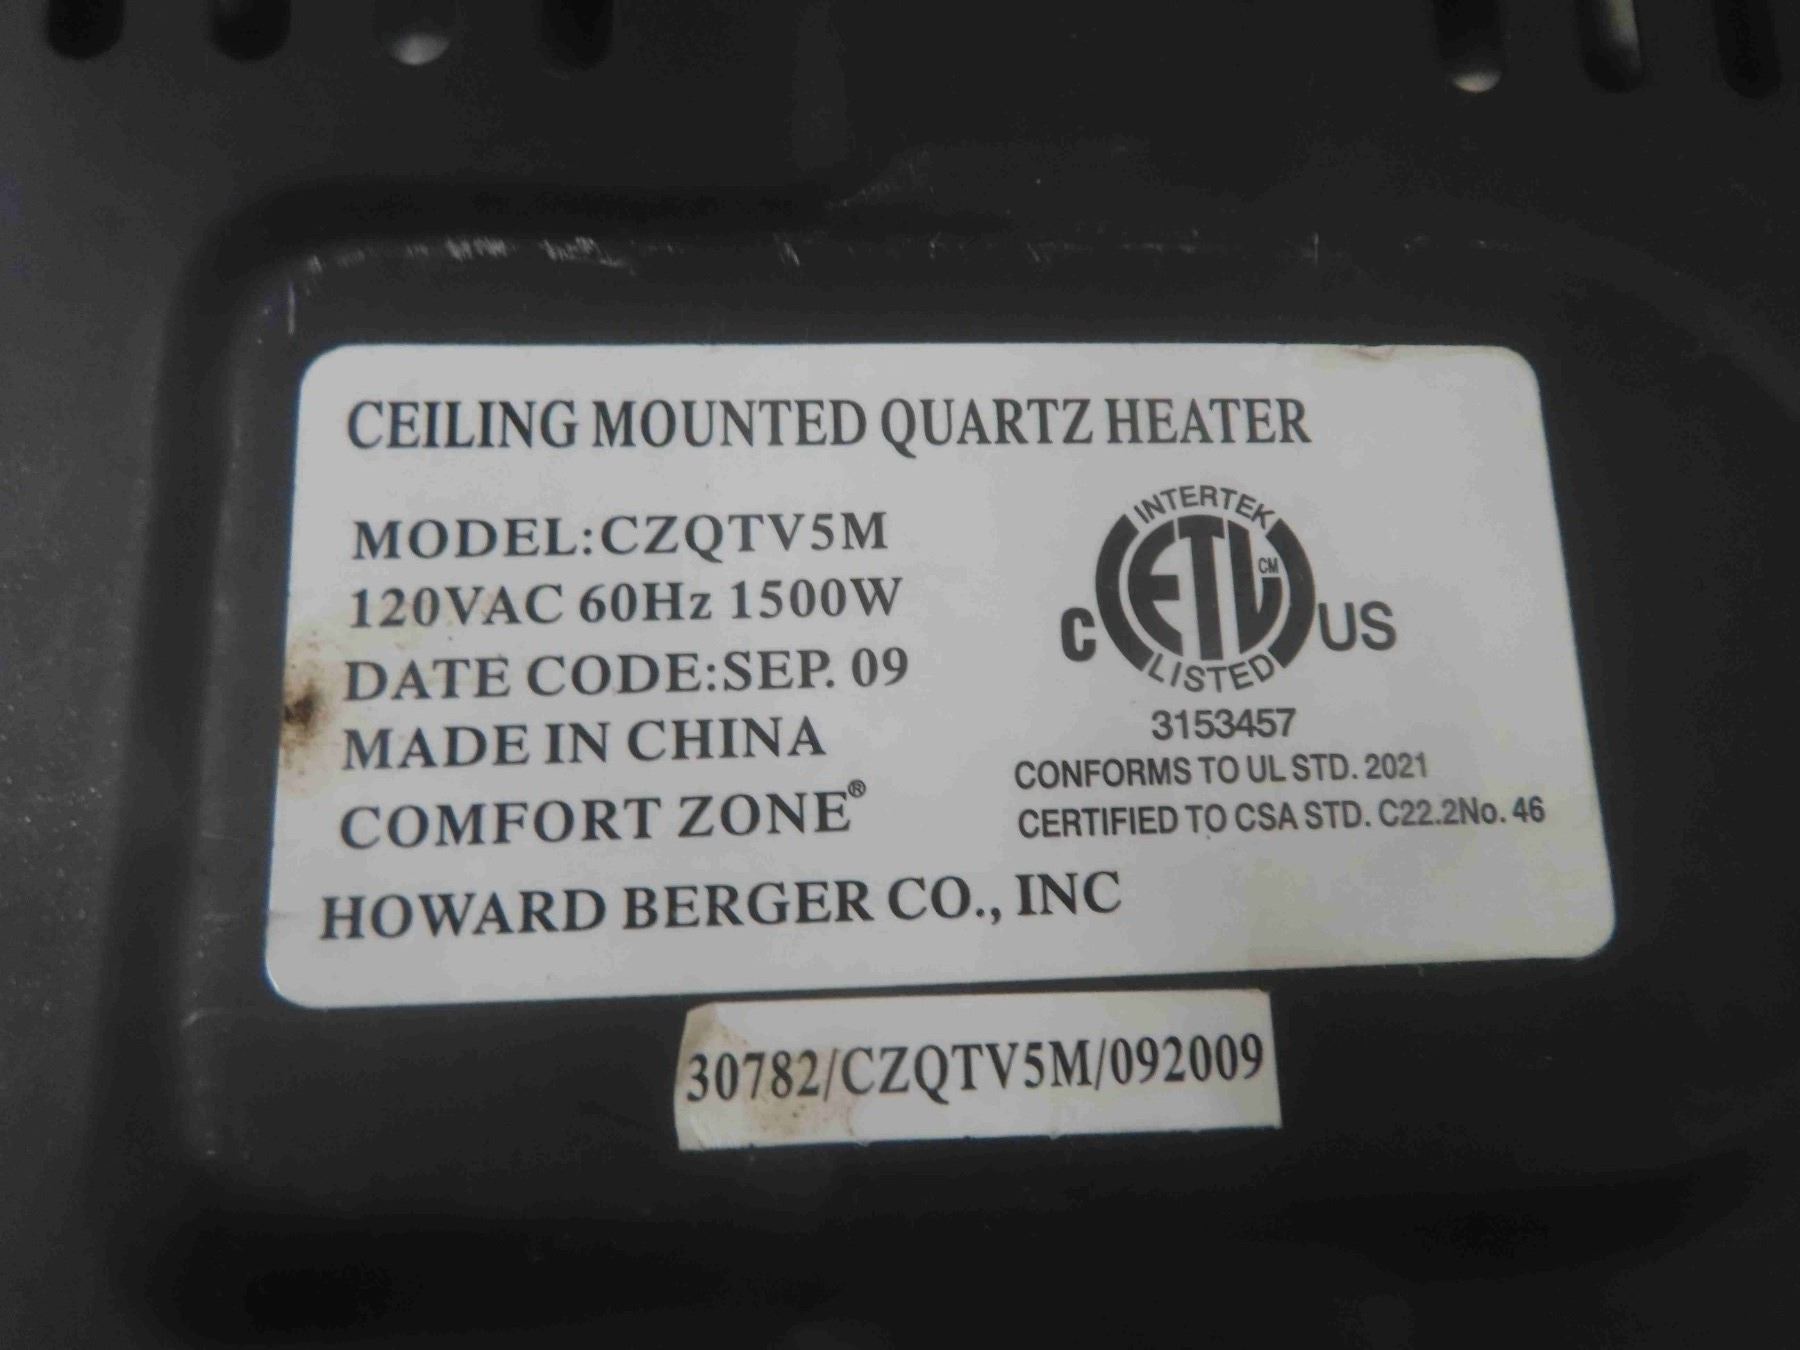 CEILING MOUNTED QUARTZ HEATER
MODEL:CZQTV5M
120VAC 60Hz 1500W
DATE CODE:SEP. 09
MADE IN CHINA
COMFORT ZONE®
HOWARD BERGER CO., INC
INTERTEK
C ETL CM US
LISTED
3153457
CONFORMS TO UL STD. 2021
CERTIFIED TO CSA STD. C22.2No. 46
30782/CZQTV5M/092009